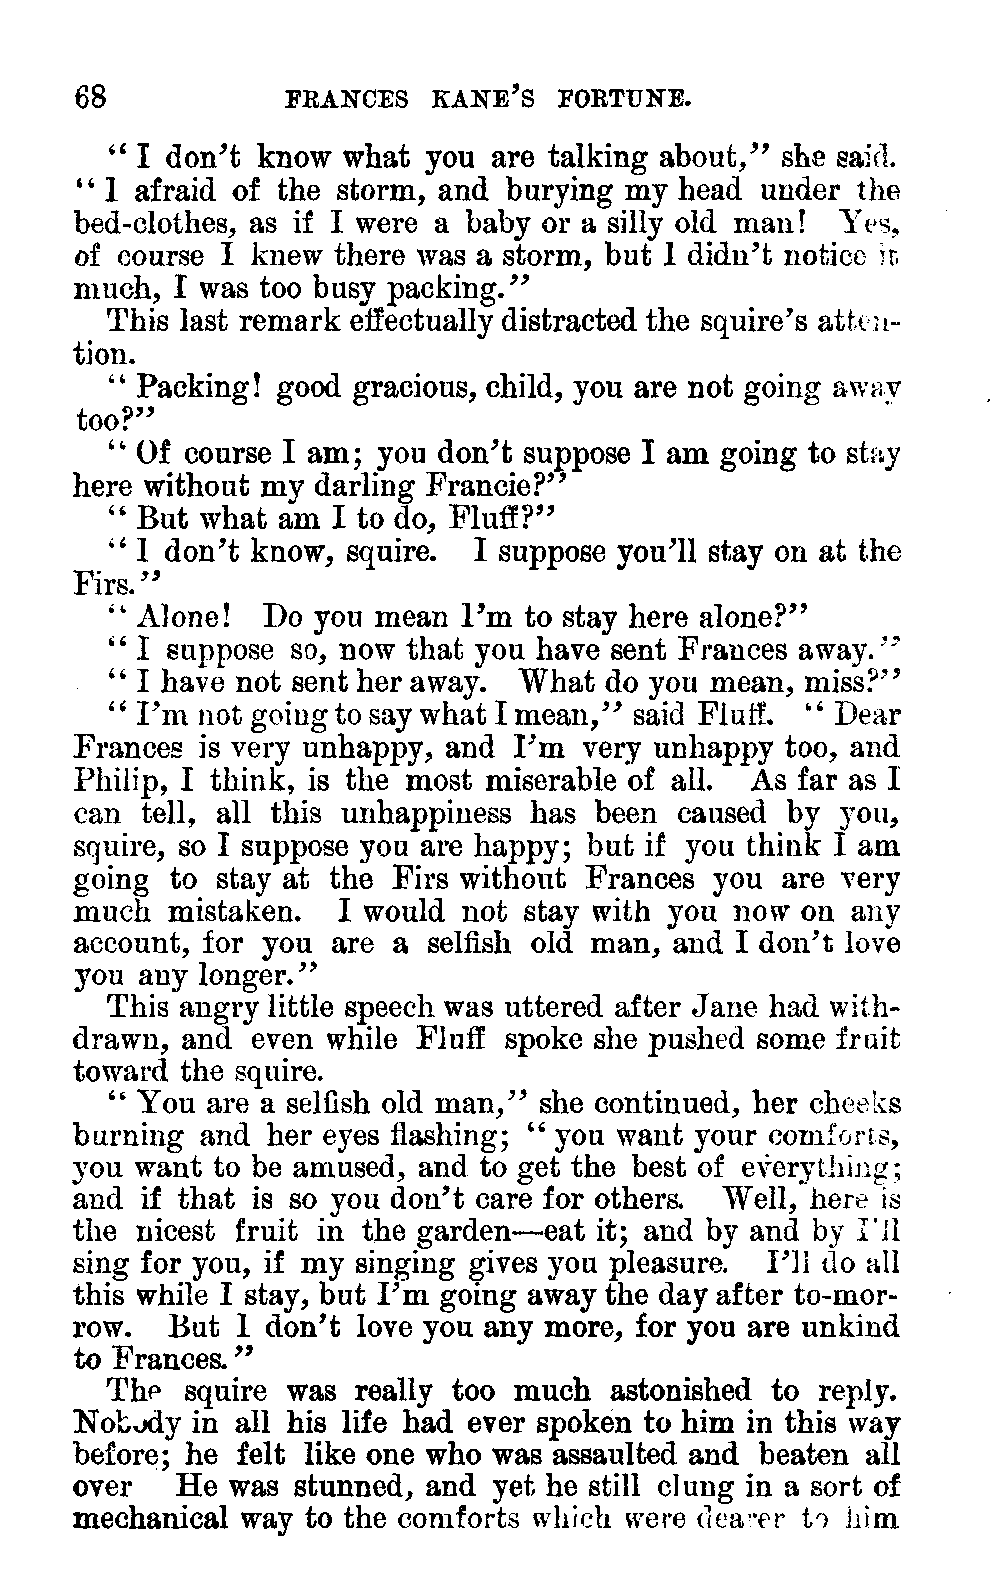 68 FRANCES KANE'S FORTUNE.
"I don't know what you are talking about," she said.
"I afraid of the storm, and burying my head under the
bed-clothes, as if I were a baby or a silly old man! Yes,
of course I knew there was a storm, but I didn't notice it
much, I was too busy packing."
This last remark effectually distracted the squire's atten-
tion.
"Packing! good gracious, child, you are not going away
too?"
"Of course I am; you don't suppose I am going to stay
here without my darling Francie?"
"But what am I to do, Fluff?"
"I don't know, squire. I suppose you'll stay on at the
Firs."
"Alone! Do you mean I'm to stay here alone?"
"I suppose so, now that you have sent Frances away."
"I have not sent her away. What do you mean, miss?"
"I'm not going to say what I mean," said Fluff. "Dear
Frances is very unhappy, and I'm very unhappy too, and
Philip, I think, is the most miserable of all. As far as I
can tell, all this unhappiness has been caused by you,
squire, so I suppose you are happy; but if you think I am
going to stay at the Firs without Frances you are very
much mistaken. I would not stay with you now on any
account, for you are a selfish old man, and I don't love
you any longer."
This angry little speech was uttered after Jane had with-
drawn, and even while Fluff spoke she pushed some fruit
toward the squire.
"You are a selfish old man," she continued, her cheeks
burning and her eyes flashing; "you want your comforts,
you want to be amused, and to get the best of everything;
and if that is so you don't care for others. Well, here is
the nicest fruit in the garden—eat it; and by and by I'll
sing for you, if my singing gives you pleasure. I'll do all
this while I stay, but I'm going away the day after to-mor-
row. But I don't love you any more, for you are unkind
to Frances."
The squire was really too much astonished to reply.
Nobody in all his life had ever spoken to him in this way
before; he felt like one who was assaulted and beaten all
over He was stunned, and yet he still clung in a sort of
mechanical way to the comforts which were dearer to him